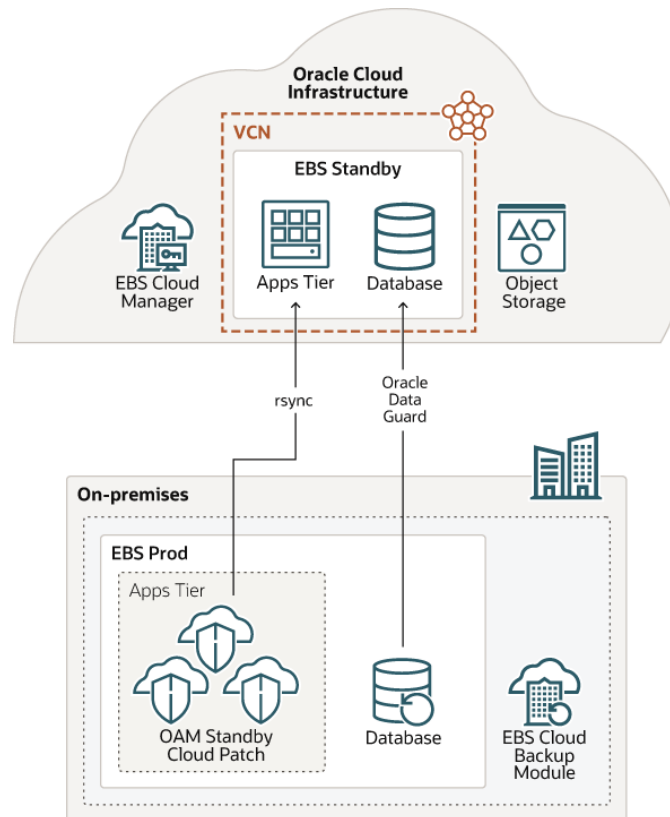 Oracle Cloud
Infrastructure
VCN
EBS Standby
EBS Cloud
Manager
Apps Tier
Database
Object
Storage
rsync
Oracle
Data
Guard
On-premises
EBS Prod
Apps Tier
OAM Standby
Cloud Patch
Database
EBS Cloud
Backup
Module